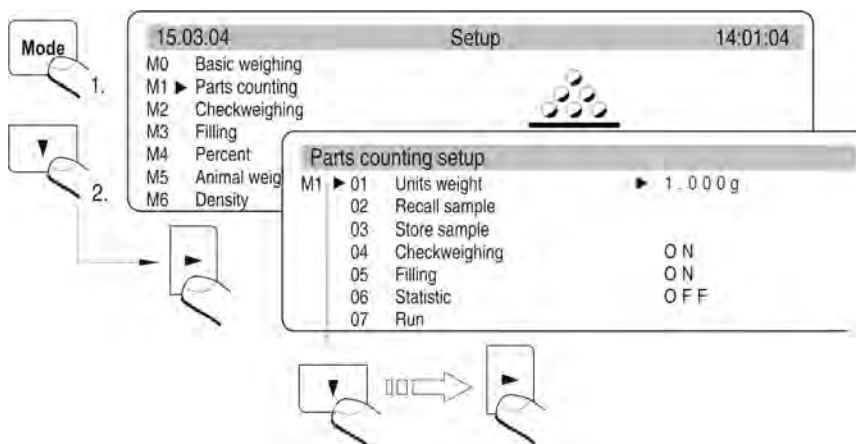 Mode
1.
2.
15.03.04 Setup 14:01:04
M0 Basic weighing
M1 Parts counting
M2 Checkweighing
M3 Filling
M4 Percent
M5 Animal weig
M6 Density
Parts counting setup
M1 01 Units weight 1.000g
02 Recall sample
03 Store sample
04 Checkweighing ON
05 Filling ON
06 Statistic OFF
07 Run